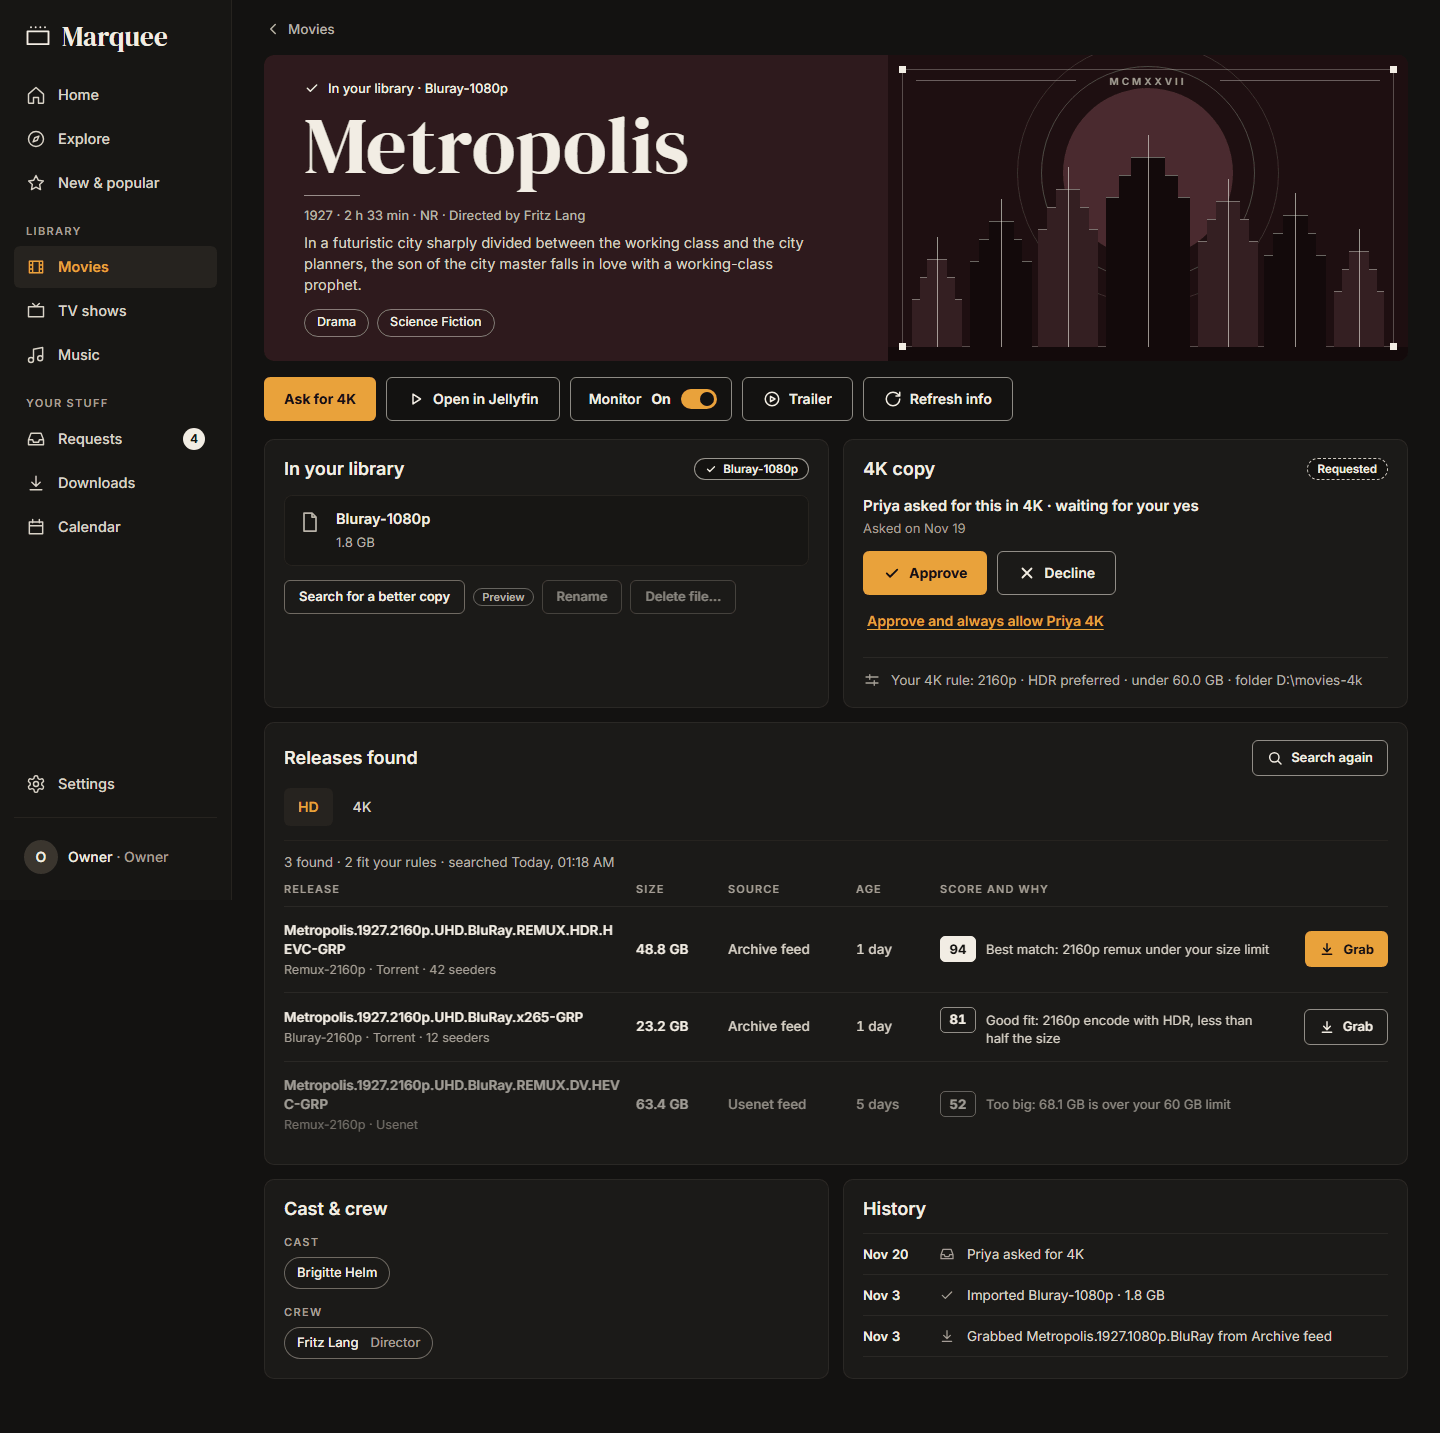 Marquee
Home
Explore
New & popular
LIBRARY
Movies
TV shows
Music
YOUR STUFF
Requests 4
Downloads
Calendar
Settings
O Owner · Owner
Movies
In your library · Bluray-1080p
Metropolis
1927 · 2 h 33 min · NR · Directed by Fritz Lang
In a futuristic city sharply divided between the working class and the city
planners, the son of the city master falls in love with a working-class
prophet.
Drama Science Fiction
MCMXXVII
Ask for 4K Open in Jellyfin Monitor On Trailer Refresh info
In your library Bluray-1080p
Bluray-1080p
1.8 GB
Search for a better copy Preview Rename Delete file...
4K copy Requested
Priya asked for this in 4K · waiting for your yes
Asked on Nov 19
Approve Decline
Approve and always allow Priya 4K
Your 4K rule: 2160p · HDR preferred · under 60.0 GB · folder D:\movies-4k
Releases found Search again
HD 4K
3 found · 2 fit your rules · searched Today, 01:18 AM
RELEASE SIZE SOURCE AGE SCORE AND WHY
Metropolis.1927.2160p.UHD.BluRay.REMUX.HDR.H
EVC-GRP
Remux-2160p · Torrent · 42 seeders
48.8 GB Archive feed 1 day 94 Best match: 2160p remux under your size limit Grab
Metropolis.1927.2160p.UHD.BluRay.x265-GRP
Bluray-2160p · Torrent · 12 seeders
23.2 GB Archive feed 1 day 81 Good fit: 2160p encode with HDR, less than
half the size
Grab
Metropolis.1927.2160p.UHD.BluRay.REMUX.DV.HEV
C-GRP
Remux-2160p · Usenet
63.4 GB Usenet feed 5 days 52 Too big: 68.1 GB is over your 60 GB limit
Cast & crew
CAST
Brigitte Helm
CREW
Fritz Lang Director
History
Nov 20 Priya asked for 4K
Nov 3 Imported Bluray-1080p · 1.8 GB
Nov 3 Grabbed Metropolis.1927.1080p.BluRay from Archive feed